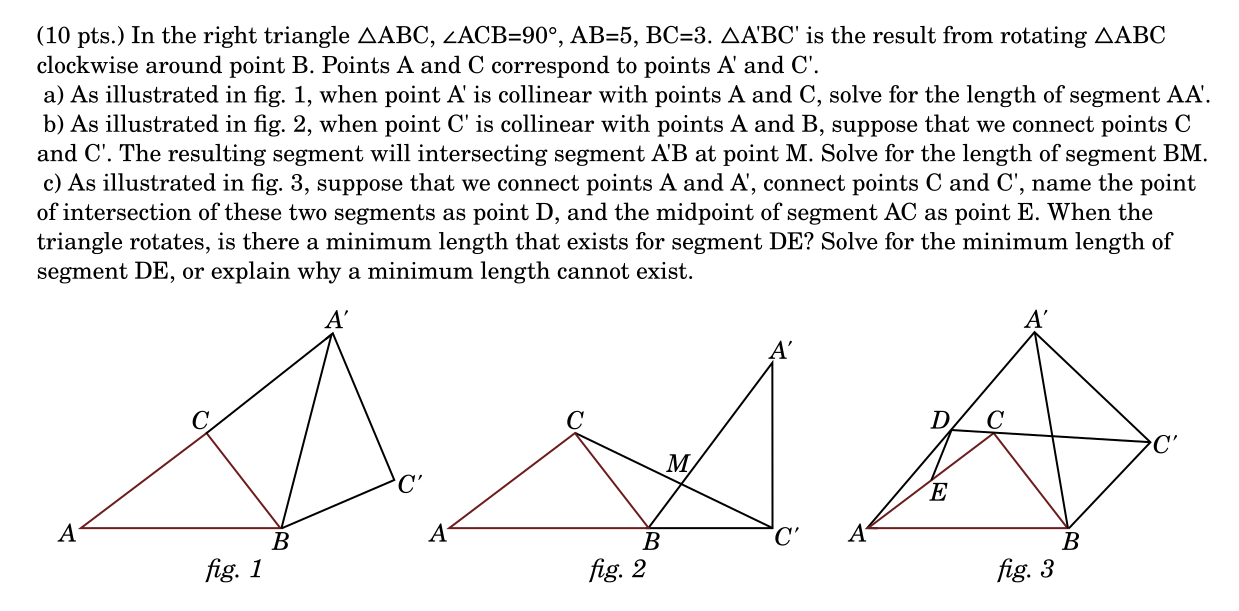 (10 pts.) In the right triangle △ABC, ∠ACB=90°, AB=5, BC=3. △A'BC' is the result from rotating △ABC
clockwise around point B. Points A and C correspond to points A' and C'.
a) As illustrated in fig. 1, when point A' is collinear with points A and C, solve for the length of segment AA'.
b) As illustrated in fig. 2, when point C' is collinear with points A and B, suppose that we connect points C
and C'. The resulting segment will intersecting segment A'B at point M. Solve for the length of segment BM.
c) As illustrated in fig. 3, suppose that we connect points A and A', connect points C and C', name the point
of intersection of these two segments as point D, and the midpoint of segment AC as point E. When the
triangle rotates, is there a minimum length that exists for segment DE? Solve for the minimum length of
segment DE, or explain why a minimum length cannot exist.
A'
C
C'
A
B
fig. 1
A'
C
M
A
B
C'
fig. 2
A'
D
C
C'
E
A
B
fig. 3